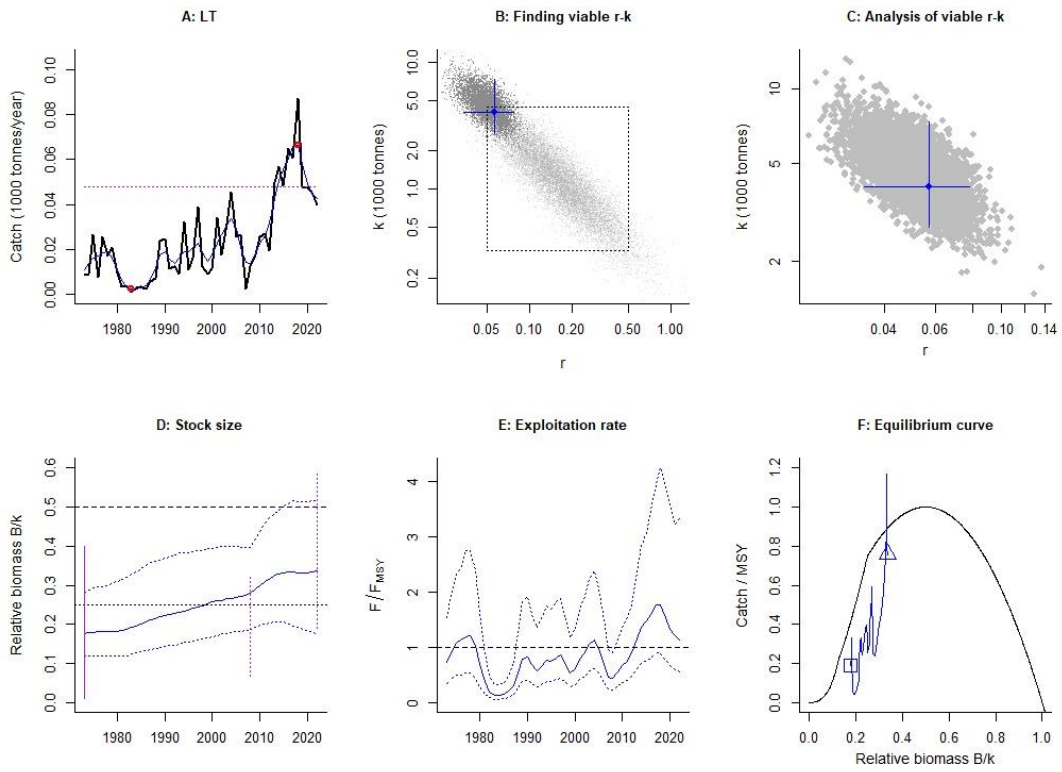 A: LT
Catch (1000 tonnes/year)
0.00 0.02 0.04 0.06 0.08 0.10
1980 1990 2000 2010 2020
B: Finding viable r-k
k (1000 tonnes)
0.2 0.5 1.0 2.0 5.0 10.0
0.05 0.10 0.20 0.50 1.00
r
C: Analysis of viable r-k
k (1000 tonnes)
2 5 10
0.04 0.06 0.10 0.14
r
D: Stock size
Relative biomass B/k
0.0 0.1 0.2 0.3 0.4 0.5 0.6
1980 1990 2000 2010 2020
E: Exploitation rate
F / FMSY
0 1 2 3 4
1980 1990 2000 2010 2020
F: Equilibrium curve
Catch / MSY
0.0 0.2 0.4 0.6 0.8 1.0 1.2
0.0 0.2 0.4 0.6 0.8 1.0
Relative biomass B/k